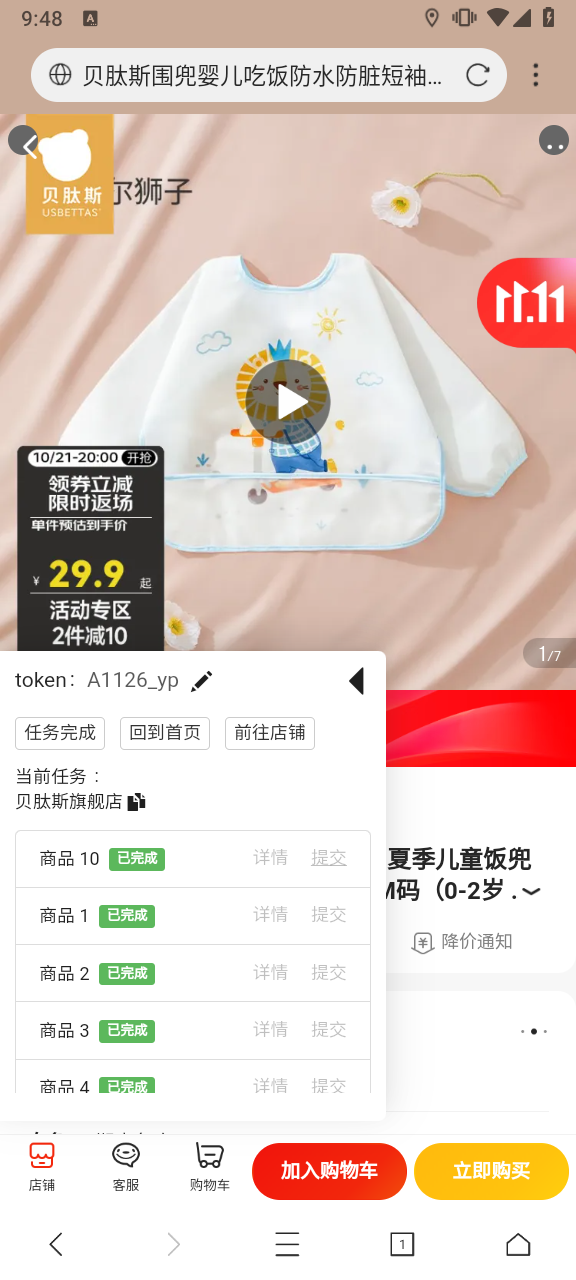 9:48
A
贝肽斯围兜婴儿吃饭防水防脏短袖...
贝肽斯
USBETTAS
尔狮子
11.11
10/21-20:00 开抢
领券立减
限时返场
单件预估到手价
¥ 29.9 起
活动专区
2件减10
1/7
token: A1126_yp
任务完成 回到首页 前往店铺
当前任务：
贝肽斯旗舰店
商品 10 已完成 详情 提交
商品 1 已完成 详情 提交
商品 2 已完成 详情 提交
商品 3 已完成 详情 提交
商品 4 已完成 详情 提交
夏季儿童饭兜
M码（0-2岁 .
降价通知
店铺 客服 购物车 加入购物车 立即购买
1